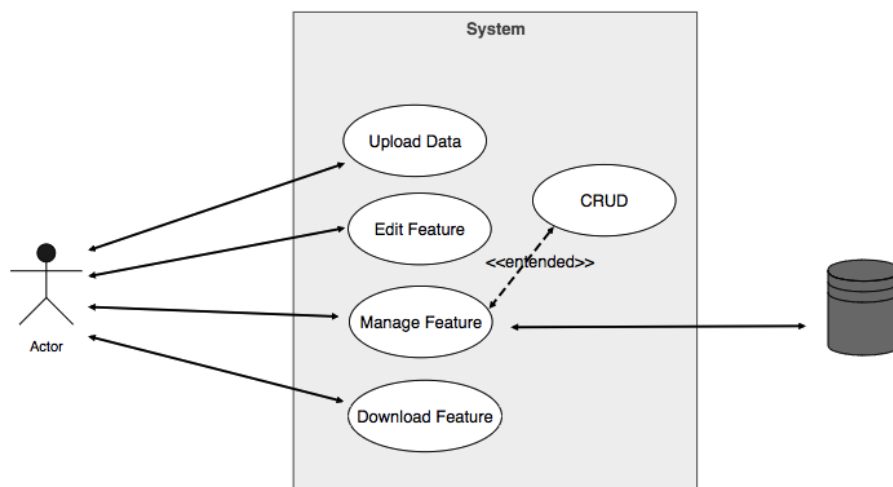 System
Upload Data
CRUD
Edit Feature
<<entended>>
Manage Feature
Actor
Download Feature